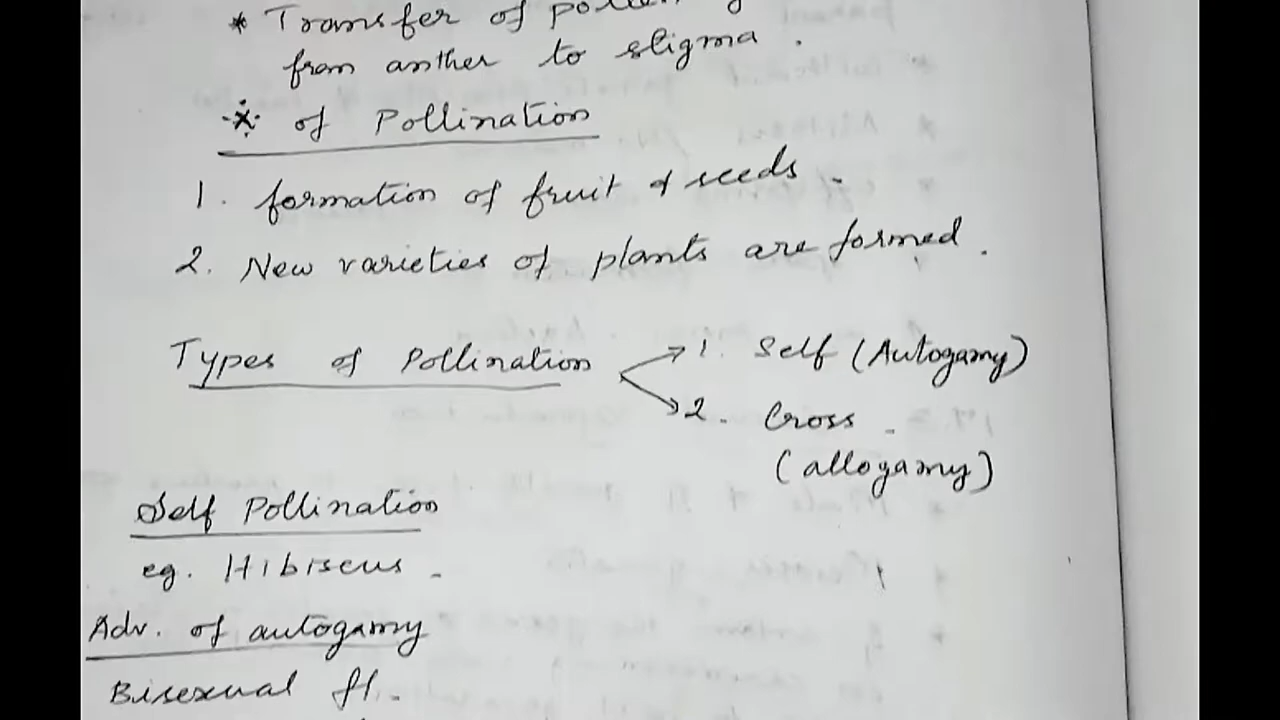 * Transfer of
from anther to stigma .
※ of Pollination
1. formation of fruit & seeds .
2. New varieties of plants are formed .
Types of Pollination → 1. Self (Autogamy)
→ 2. Cross .
(allogamy)
Self Pollination
eg. Hibiscus .
Adv. of autogamy
Bisexual fl.